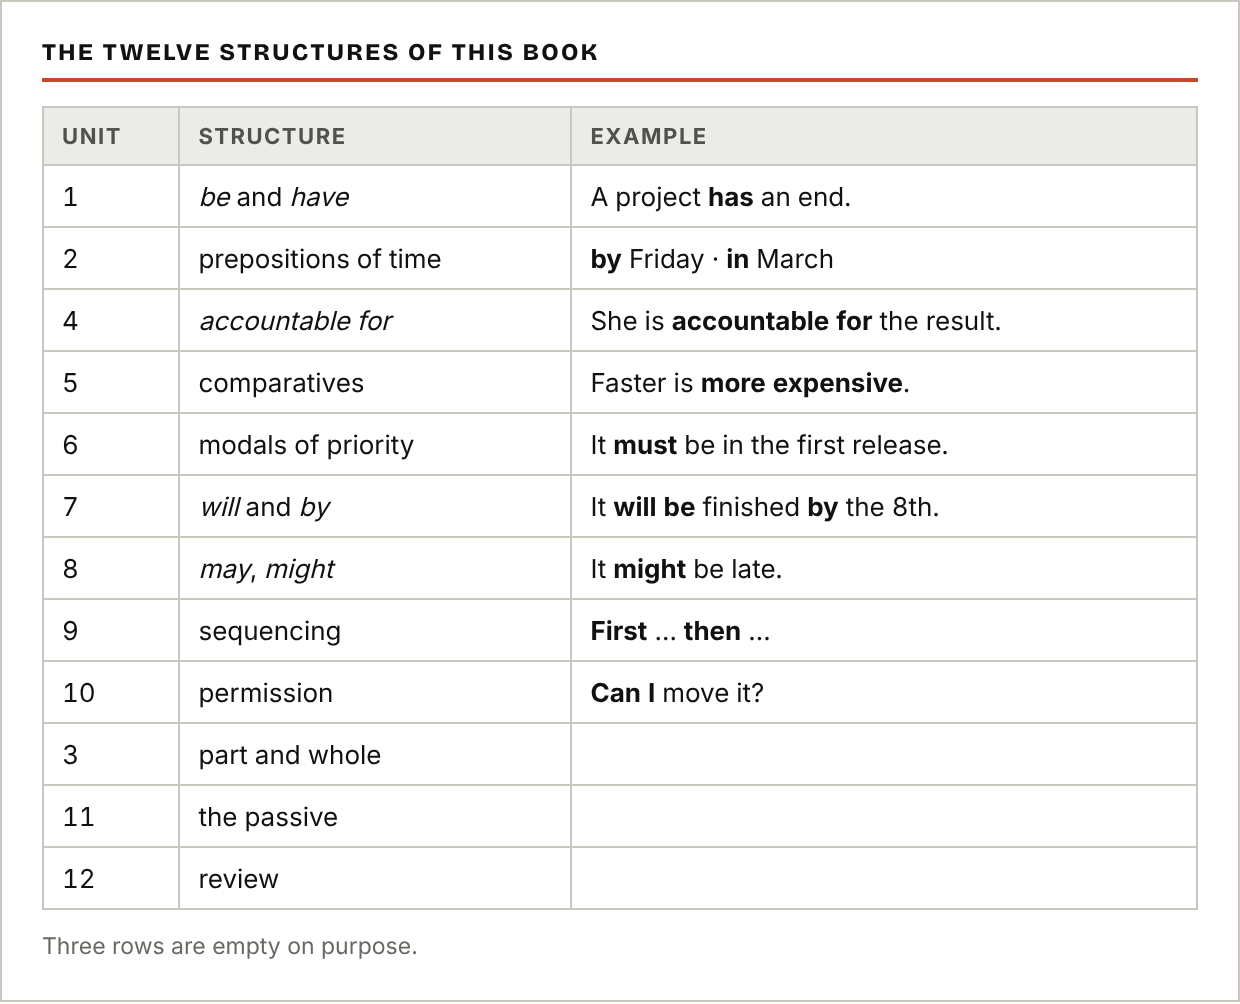 THE TWELVE STRUCTURES OF THIS BOOK
UNIT STRUCTURE EXAMPLE
1 be and have A project has an end.
2 prepositions of time by Friday · in March
4 accountable for She is accountable for the result.
5 comparatives Faster is more expensive.
6 modals of priority It must be in the first release.
7 will and by It will be finished by the 8th.
8 may, might It might be late.
9 sequencing First … then …
10 permission Can I move it?
3 part and whole
11 the passive
12 review
Three rows are empty on purpose.